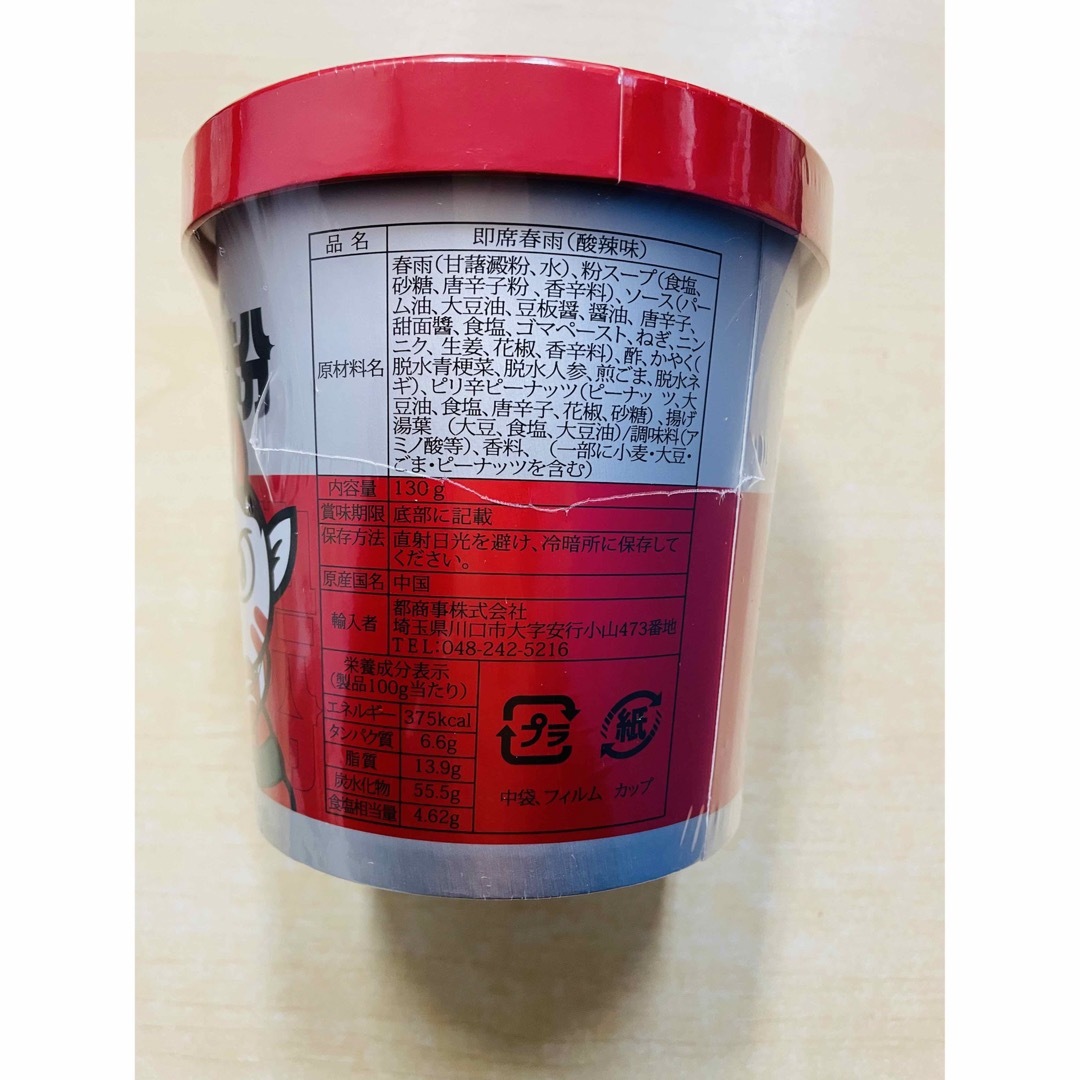 粉
品名 即席春雨(酸辣味)
原材料名
春雨(甘藷澱粉、水)、粉スープ(食塩、
砂糖、唐辛子粉、香辛料)、ソース(パー
ム油、大豆油、豆板醤、醤油、唐辛子、
甜面醬、食塩、ゴマペースト、ねぎ、ニン
ニク、生姜、花椒、香辛料)、酢、かやく(
脱水青梗菜、脱水人参、煎ごま、脱水ネ
ギ)、ピリ辛ピーナッツ(ピーナッツ、大
豆油、食塩、唐辛子、花椒、砂糖)、揚げ
湯葉(大豆、食塩、大豆油)/調味料(ア
ミノ酸等)、香料、(一部に小麦・大豆・
ごま・ピーナッツを含む)
内容量 130g
賞味期限 底部に記載
保存方法 直射日光を避け、冷暗所に保存して
ください。
原産国名 中国
輸入者
都商事株式会社
埼玉県川口市大字安行小山473番地
TEL:048-242-5216
栄養成分表示
(製品100g当たり)
エネルギー 375kcal
タンパク質 6.6g
脂質 13.9g
炭水化物 55.5g
食塩相当量 4.62g
プラ 紙
中袋、フィルム カップ